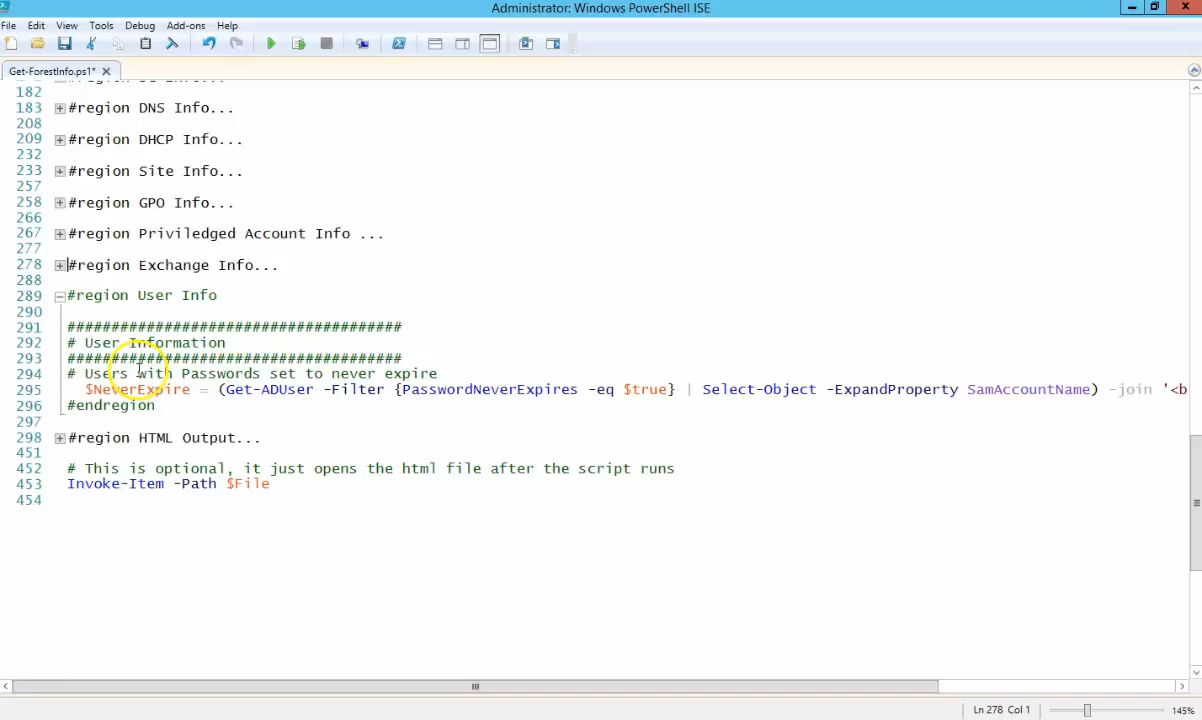 Administrator: Windows PowerShell ISE
File Edit View Tools Debug Add-ons Help
Get-ForestInfo.ps1* X
182
183 #region DNS Info...
208
209 #region DHCP Info...
232
233 #region Site Info...
257
258 #region GPO Info...
266
267 #region Priviledged Account Info ...
277
278 #region Exchange Info...
288
289 #region User Info
290
291 ######################################
292 # User Information
293 ######################################
294 # Users with Passwords set to never expire
295 $NeverExpire = (Get-ADUser -Filter {PasswordNeverExpires -eq $true} | Select-Object -ExpandProperty SamAccountName) -join '<b
296 #endregion
297
298 #region HTML Output...
451
452 # This is optional, it just opens the html file after the script runs
453 Invoke-Item -Path $File
454
Ln 278 Col 1 145%